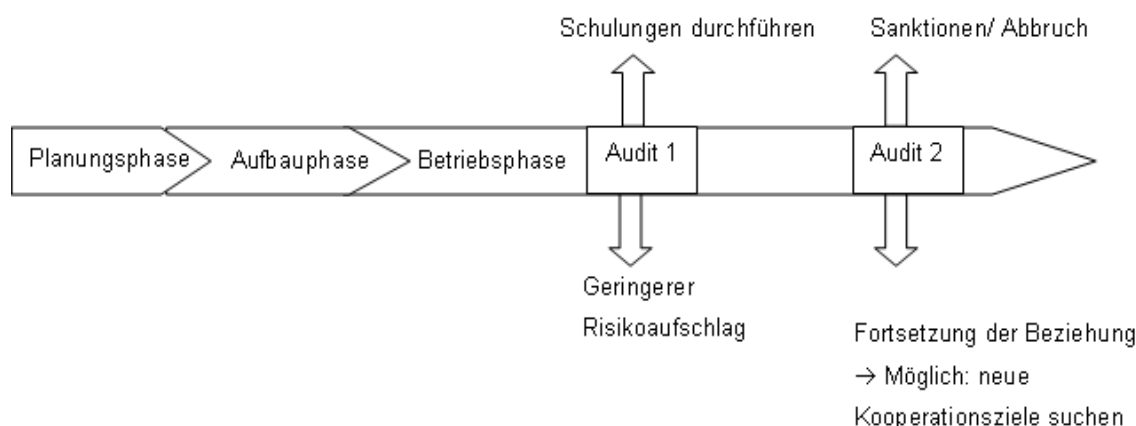 Schulungen durchführen
Sanktionen/ Abbruch
Planungsphase
Aufbauphase
Betriebsphase
Audit 1
Audit 2
Geringerer
Risikoaufschlag
Fortsetzung der Beziehung
→ Möglich: neue
Kooperationsziele suchen